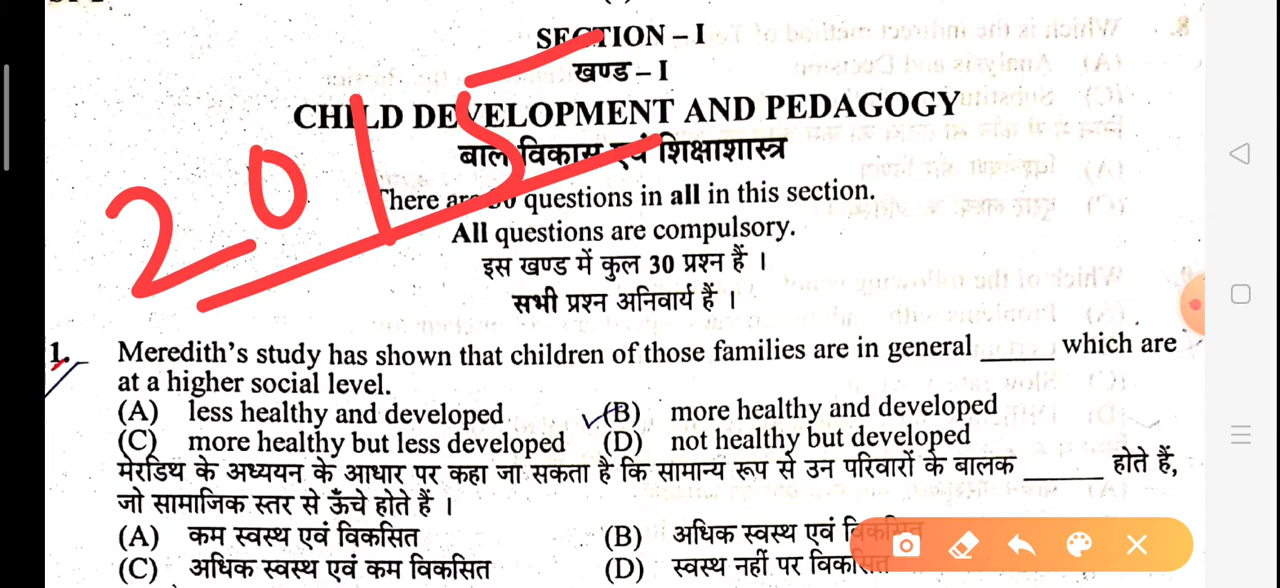 SECTION – I
खण्ड – I
CHILD DEVELOPMENT AND PEDAGOGY
बाल विकास एवं शिक्षाशास्त्र
2015
There are 30 questions in all in this section.
All questions are compulsory.
इस खण्ड में कुल 30 प्रश्न हैं ।
सभी प्रश्न अनिवार्य हैं ।
1. Meredith's study has shown that children of those families are in general _____ which are
at a higher social level.
(A) less healthy and developed (B) more healthy and developed
(C) more healthy but less developed (D) not healthy but developed
मेरेडिथ के अध्ययन के आधार पर कहा जा सकता है कि सामान्य रूप से उन परिवारों के बालक _____ होते हैं,
जो सामाजिक स्तर से ऊँचे होते हैं ।
(A) कम स्वस्थ एवं विकसित (B) अधिक स्वस्थ एवं विकसित
(C) अधिक स्वस्थ एवं कम विकसित (D) स्वस्थ नहीं पर विकसित